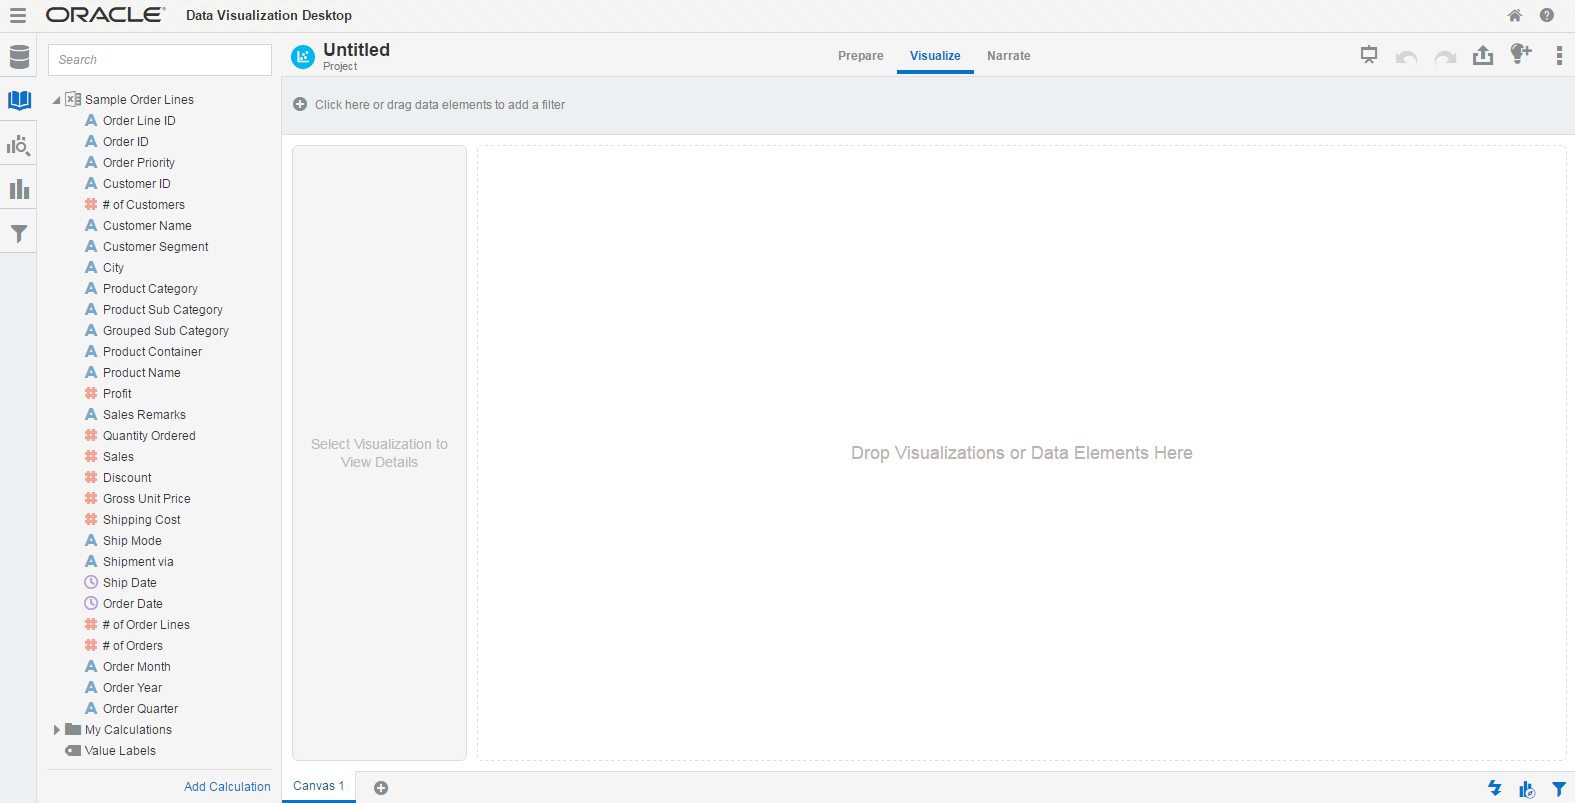 ORACLE® Data Visualization Desktop
Search
Untitled
Project
Prepare Visualize Narrate
Click here or drag data elements to add a filter
Sample Order Lines
Order Line ID
Order ID
Order Priority
Customer ID
# of Customers
Customer Name
Customer Segment
City
Product Category
Product Sub Category
Grouped Sub Category
Product Container
Product Name
Profit
Sales Remarks
Quantity Ordered
Sales
Discount
Gross Unit Price
Shipping Cost
Ship Mode
Shipment via
Ship Date
Order Date
# of Order Lines
# of Orders
Order Month
Order Year
Order Quarter
My Calculations
Value Labels
Add Calculation
Select Visualization to
View Details
Drop Visualizations or Data Elements Here
Canvas 1